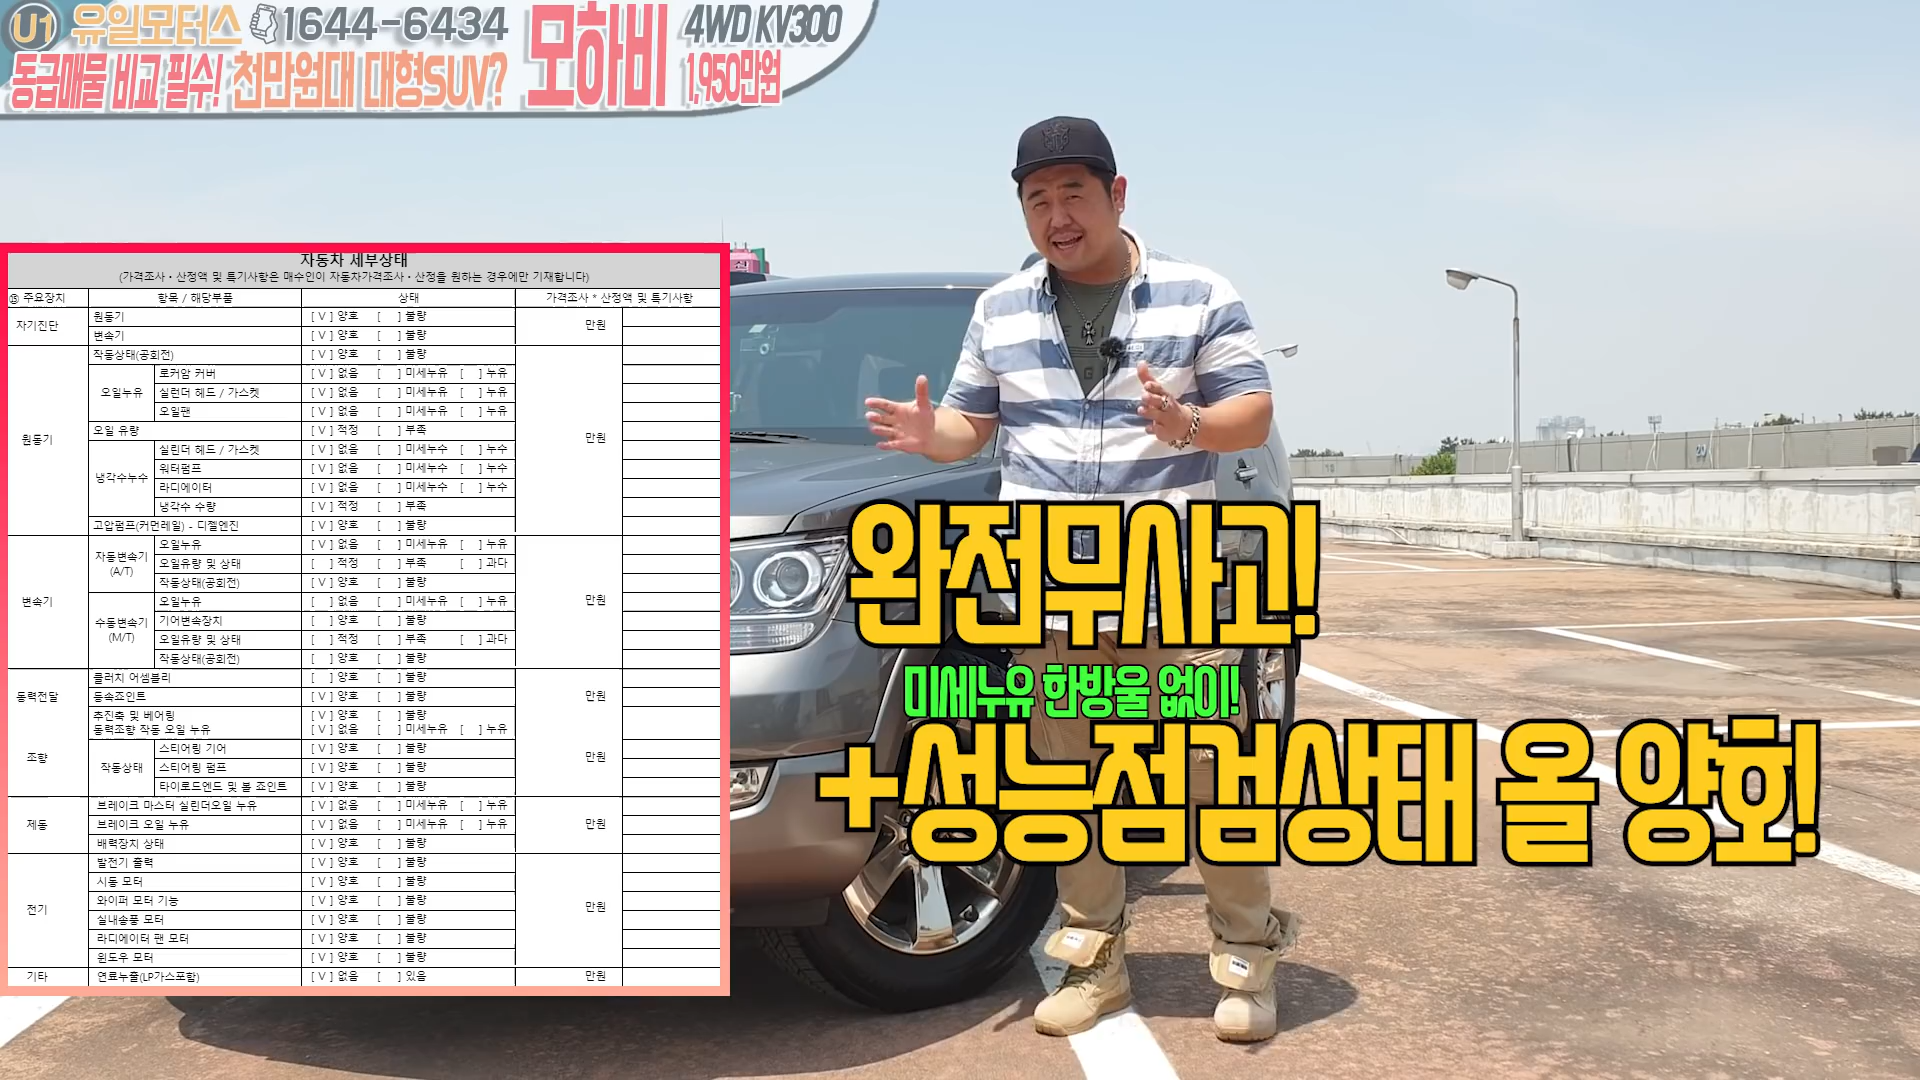 U1 유일모터스 1644-6434
동급매물 비교 필수! 천만원대 대형SUV?
모하비
4WD KV300
1,950만원
자동차 세부상태
(가격조사·산정액 및 특기사항은 매수인이 자동차가격조사·산정을 원하는 경우에만 기재합니다)
⑬ 주요장치 항목 / 해당부품 상태 가격조사 * 산정액 및 특기사항
자기진단 원동기 [ V ] 양호 [ ] 불량 만원
변속기 [ V ] 양호 [ ] 불량
원동기 작동상태(공회전) [ V ] 양호 [ ] 불량 만원
오일누유 로커암 커버 [ V ] 없음 [ ] 미세누유 [ ] 누유
실린더 헤드 / 가스켓 [ V ] 없음 [ ] 미세누유 [ ] 누유
오일팬 [ V ] 없음 [ ] 미세누유 [ ] 누유
오일 유량 [ V ] 적정 [ ] 부족
냉각수누수 실린더 헤드 / 가스켓 [ V ] 없음 [ ] 미세누수 [ ] 누수
워터펌프 [ V ] 없음 [ ] 미세누수 [ ] 누수
라디에이터 [ V ] 없음 [ ] 미세누수 [ ] 누수
냉각수 수량 [ V ] 적정 [ ] 부족
고압펌프(커먼레일) - 디젤엔진 [ V ] 양호 [ ] 불량
변속기 자동변속기 (A/T) 오일누유 [ V ] 없음 [ ] 미세누유 [ ] 누유 만원
오일유량 및 상태 [ ] 적정 [ ] 부족 [ ] 과다
작동상태(공회전) [ V ] 양호 [ ] 불량
수동변속기 (M/T) 오일누유 [ ] 없음 [ ] 미세누유 [ ] 누유
기어변속장치 [ ] 양호 [ ] 불량
오일유량 및 상태 [ ] 적정 [ ] 부족 [ ] 과다
작동상태(공회전) [ ] 양호 [ ] 불량
동력전달 클러치 어셈블리 [ ] 양호 [ ] 불량 만원
등속죠인트 [ V ] 양호 [ ] 불량
추진축 및 베어링 [ V ] 양호 [ ] 불량
조향 동력조향 작동 오일 누유 [ V ] 없음 [ ] 미세누유 [ ] 누유 만원
작동상태 스티어링 기어 [ V ] 양호 [ ] 불량
스티어링 펌프 [ V ] 양호 [ ] 불량
타이로드엔드 및 볼 죠인트 [ V ] 양호 [ ] 불량
제동 브레이크 마스터 실린더오일 누유 [ V ] 없음 [ ] 미세누유 [ ] 누유 만원
브레이크 오일 누유 [ V ] 없음 [ ] 미세누유 [ ] 누유
배력장치 상태 [ V ] 양호 [ ] 불량
전기 발전기 출력 [ V ] 양호 [ ] 불량 만원
시동 모터 [ V ] 양호 [ ] 불량
와이퍼 모터 기능 [ V ] 양호 [ ] 불량
실내송풍 모터 [ V ] 양호 [ ] 불량
라디에이터 팬 모터 [ V ] 양호 [ ] 불량
윈도우 모터 [ V ] 양호 [ ] 불량
기타 연료누출(LP가스포함) [ V ] 없음 [ ] 있음 만원
완전무사고!
미세누유 한방울 없이!
+성능점검상태 올 양호!